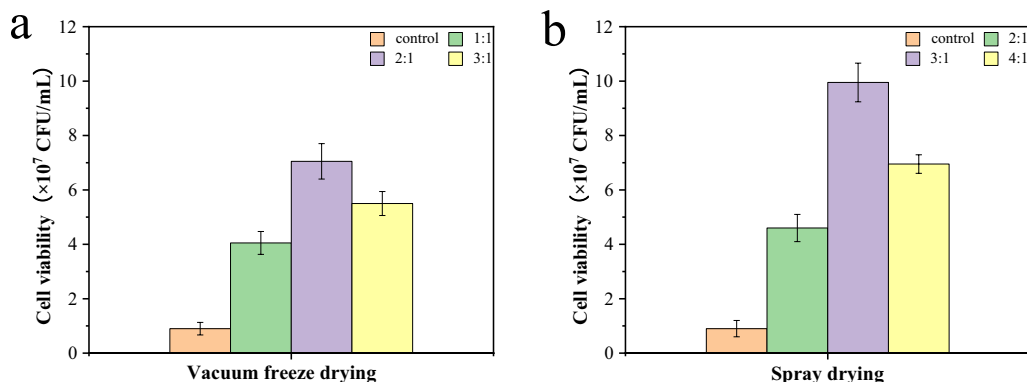 a
control 1:1
2:1 3:1
Cell viability (×10⁷ CFU/mL)
12
10
8
6
4
2
0
Vacuum freeze drying
b
control 2:1
3:1 4:1
Cell viability (×10⁷ CFU/mL)
12
10
8
6
4
2
0
Spray drying